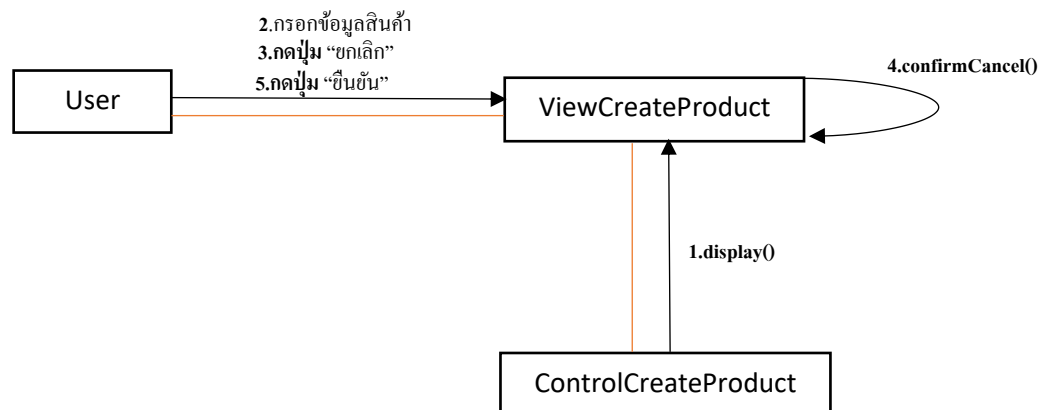 2.กรอกข้อมูลสินค้า
3.กดปุ่ม “ยกเลิก”
5.กดปุ่ม “ยืนยัน”
4.confirmCancel()
User
ViewCreateProduct
1.display()
ControlCreateProduct